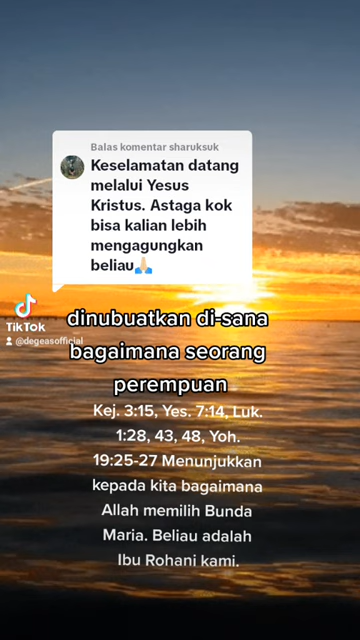 Balas komentar sharuksuk
Keselamatan datang
melalui Yesus
Kristus. Astaga kok
bisa kalian lebih
mengagungkan
beliau🙏🏻
TikTok
@degeasofficial
dinubuatkan di-sana
bagaimana seorang
perempuan
Kej. 3:15, Yes. 7:14, Luk.
1:28, 43, 48, Yoh.
19:25-27 Menunjukkan
kepada kita bagaimana
Allah memilih Bunda
Maria. Beliau adalah
Ibu Rohani kami.